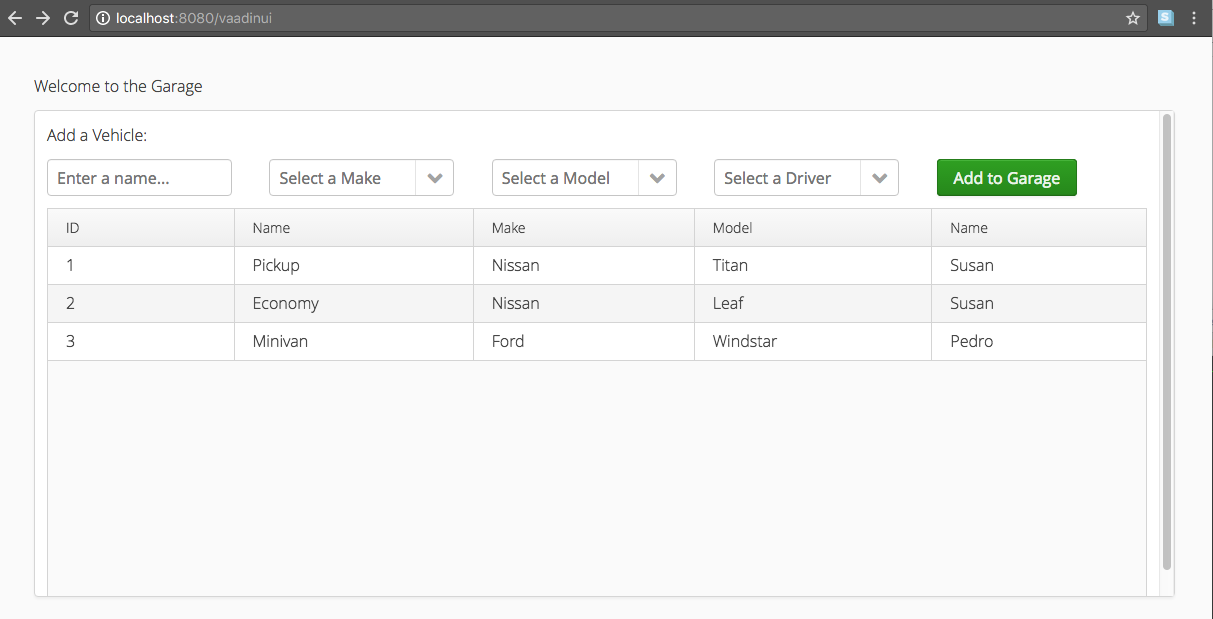 localhost:8080/vaadinui
S
Welcome to the Garage
Add a Vehicle:
Enter a name... Select a Make Select a Model Select a Driver Add to Garage
ID Name Make Model Name
1 Pickup Nissan Titan Susan
2 Economy Nissan Leaf Susan
3 Minivan Ford Windstar Pedro